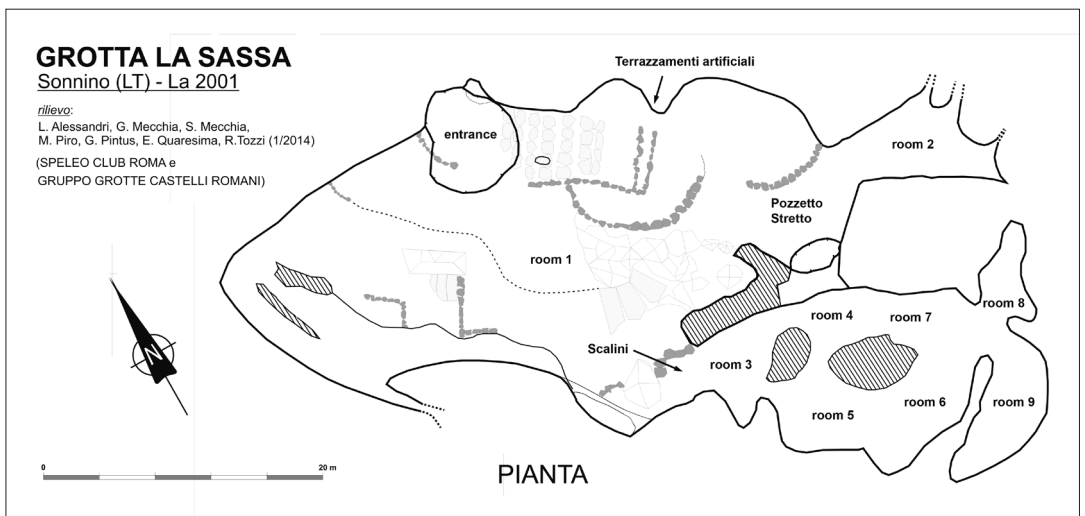 GROTTA LA SASSA
Sonnino (LT) - La 2001
rilievo:
L. Alessandri, G. Mecchia, S. Mecchia,
M. Piro, G. Pintus, E. Quaresima, R.Tozzi (1/2014)
(SPELEO CLUB ROMA e
GRUPPO GROTTE CASTELLI ROMANI)
Terrazzamenti artificiali
entrance
room 2
Pozzetto
Stretto
room 1
room 8
room 4
room 7
Scalini
room 3
room 5
room 6
room 9
N
0
20 m
PIANTA